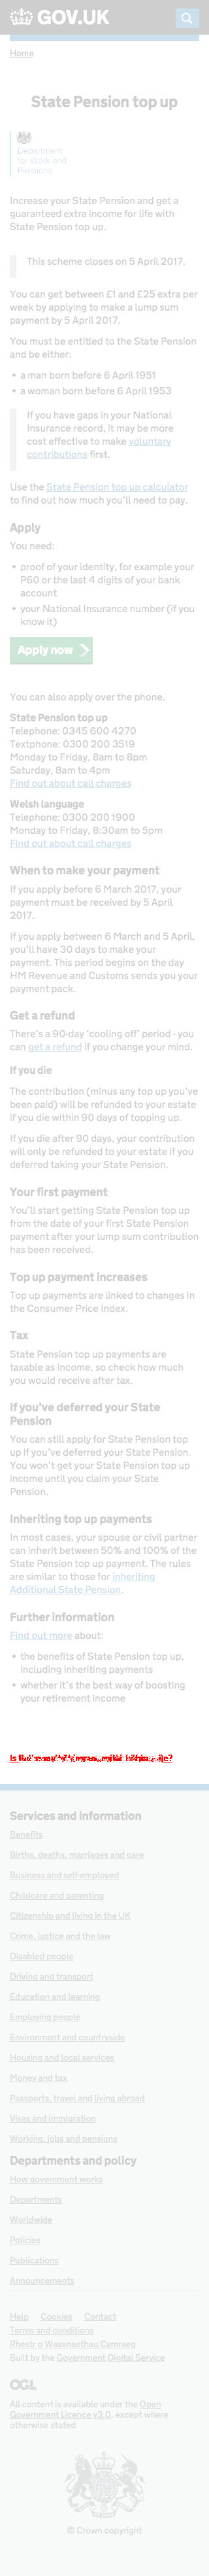 GOV.UK
Home
State Pension top up
Department
for Work and
Pensions
Increase your State Pension and get a
guaranteed extra income for life with
State Pension top up.
This scheme closes on 5 April 2017.
You can get between £1 and £25 extra per
week by applying to make a lump sum
payment by 5 April 2017.
You must be entitled to the State Pension
and be either:
• a man born before 6 April 1951
• a woman born before 6 April 1953
If you have gaps in your National
Insurance record, it may be more
cost effective to make voluntary
contributions first.
Use the State Pension top up calculator
to find out how much you'll need to pay.
Apply
You need:
• proof of your identity, for example your
P60 or the last 4 digits of your bank
account
• your National Insurance number (if you
know it)
Apply now
You can also apply over the phone.
State Pension top up
Telephone: 0345 600 4270
Textphone: 0300 200 3519
Monday to Friday, 8am to 8pm
Saturday, 8am to 4pm
Find out about call charges
Welsh language
Telephone: 0300 200 1900
Monday to Friday, 8:30am to 5pm
Find out about call charges
When to make your payment
If you apply before 6 March 2017, your
payment must be received by 5 April
2017.
If you apply between 6 March and 5 April,
you'll have 30 days to make your
payment. This period begins on the day
HM Revenue and Customs sends you your
payment pack.
Get a refund
There's a 90-day 'cooling off' period - you
can get a refund if you change your mind.
If you die
The contribution (minus any top up you've
been paid) will be refunded to your estate
if you die within 90 days of topping up.
If you die after 90 days, your contribution
will only be refunded to your estate if you
deferred taking your State Pension.
Your first payment
You'll start getting State Pension top up
from the date of your first State Pension
payment after your lump sum contribution
has been received.
Top up payment increases
Top up payments are linked to changes in
the Consumer Price Index.
Tax
State Pension top up payments are
taxable as income, so check how much
you would receive after tax.
If you've deferred your State
Pension
You can still apply for State Pension top
up if you've deferred your State Pension.
You won't get your State Pension top up
income until you claim your State
Pension.
Inheriting top up payments
In most cases, your spouse or civil partner
can inherit between 50% and 100% of the
State Pension top up payment. The rules
are similar to those for inheriting
Additional State Pension.
Further information
Find out more about:
• the benefits of State Pension top up,
including inheriting payments
• whether it's the best way of boosting
your retirement income
Services and information
Benefits
Births, deaths, marriages and care
Business and self-employed
Childcare and parenting
Citizenship and living in the UK
Crime, justice and the law
Disabled people
Driving and transport
Education and learning
Employing people
Environment and countryside
Housing and local services
Money and tax
Passports, travel and living abroad
Visas and immigration
Working, jobs and pensions
Departments and policy
How government works
Departments
Worldwide
Policies
Publications
Announcements
Help Cookies Contact
Terms and conditions
Rhestr o Wasanaethau Cymraeg
Built by the Government Digital Service
OGL
All content is available under the Open
Government Licence v3.0, except where
otherwise stated
© Crown copyright